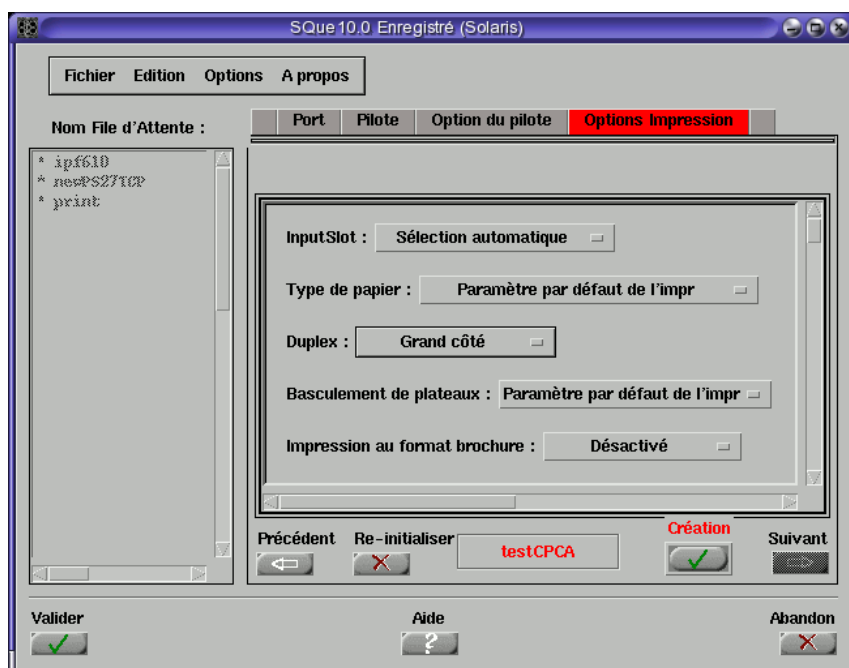 SQue10.0 Enregistré (Solaris)
Fichier Edition Options A propos
Nom File d'Attente :
* ipf610
* newPS27TCP
* print
Port Pilote Option du pilote Options Impression
InputSlot : Sélection automatique
Type de papier : Paramètre par défaut de l'impr
Duplex : Grand côté
Basculement de plateaux : Paramètre par défaut de l'impr
Impression au format brochure : Désactivé
Précédent Re-initialiser testCPCA Création Suivant
Valider Aide Abandon